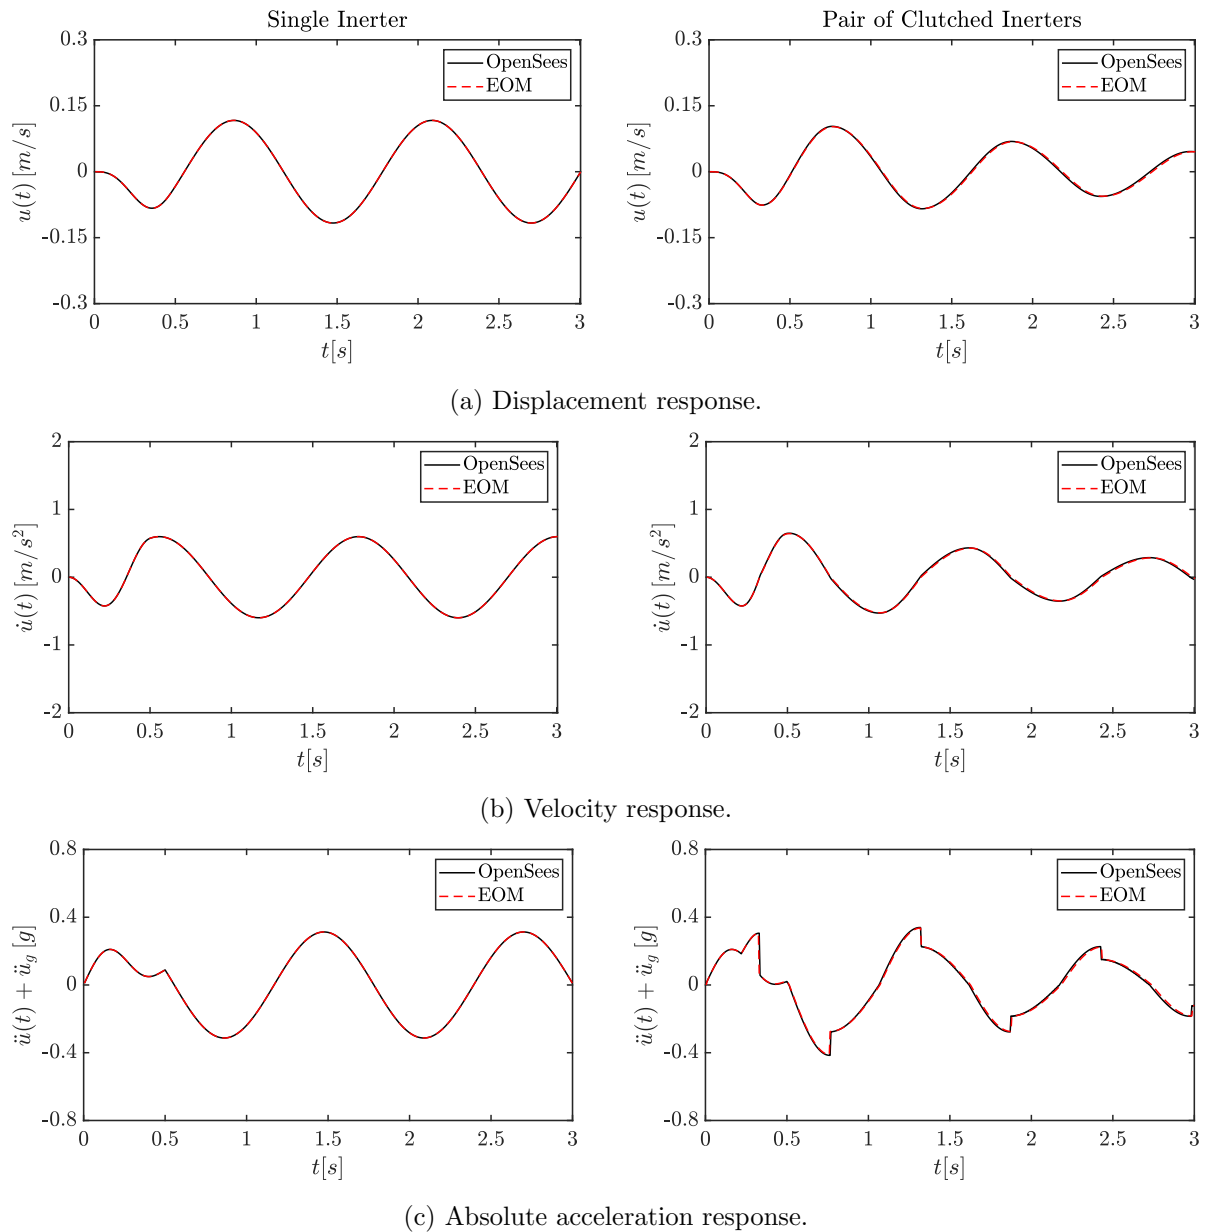 Single Inerter
Pair of Clutched Inerters
0.3
0.15
0
-0.15
-0.3
u(t) [m/s]
OpenSees
EOM
0 0.5 1 1.5 2 2.5 3
t[s]
0.3
0.15
0
-0.15
-0.3
u(t) [m/s]
OpenSees
EOM
0 0.5 1 1.5 2 2.5 3
t[s]
(a) Displacement response.
2
1
0
-1
-2
u̇(t) [m/s²]
OpenSees
EOM
0 0.5 1 1.5 2 2.5 3
t[s]
2
1
0
-1
-2
u̇(t) [m/s²]
OpenSees
EOM
0 0.5 1 1.5 2 2.5 3
t[s]
(b) Velocity response.
0.8
0.4
0
-0.4
-0.8
ü(t) + ü_g [g]
OpenSees
EOM
0 0.5 1 1.5 2 2.5 3
t[s]
0.8
0.4
0
-0.4
-0.8
ü(t) + ü_g [g]
OpenSees
EOM
0 0.5 1 1.5 2 2.5 3
t[s]
(c) Absolute acceleration response.